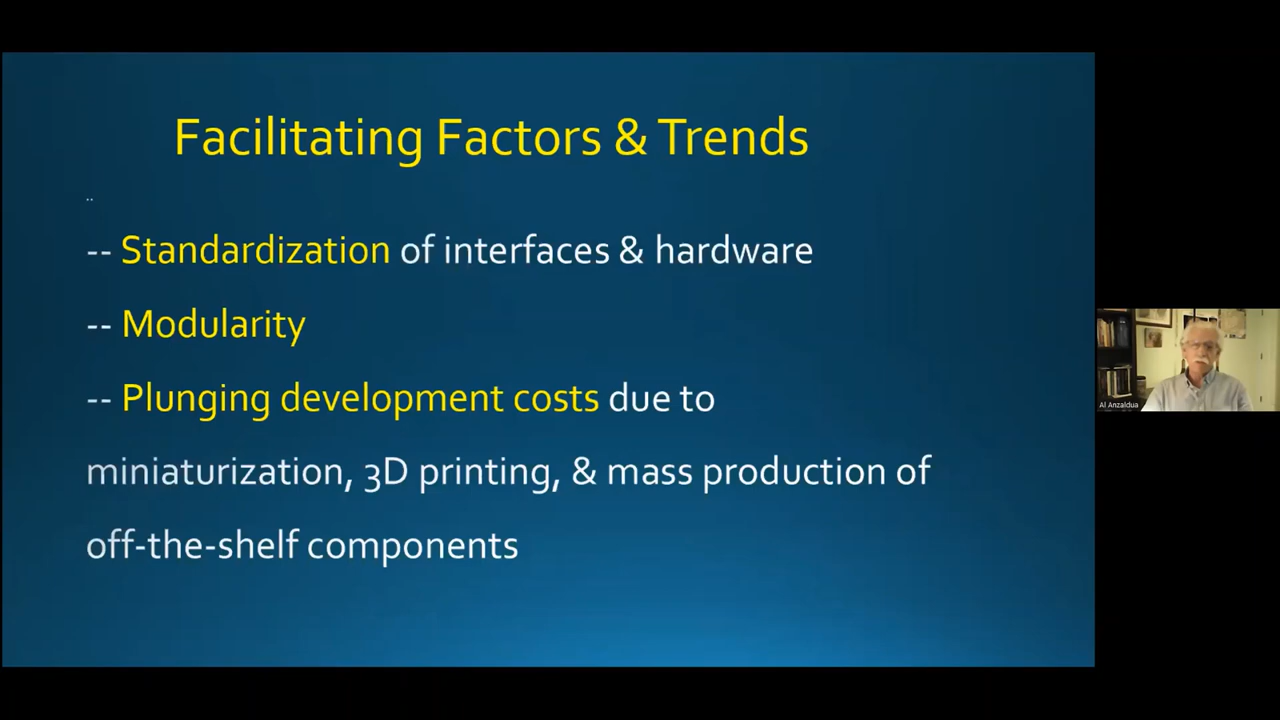 Facilitating Factors & Trends
..
-- Standardization of interfaces & hardware
-- Modularity
-- Plunging development costs due to
miniaturization, 3D printing, & mass production of
off-the-shelf components
Al Anzaldua